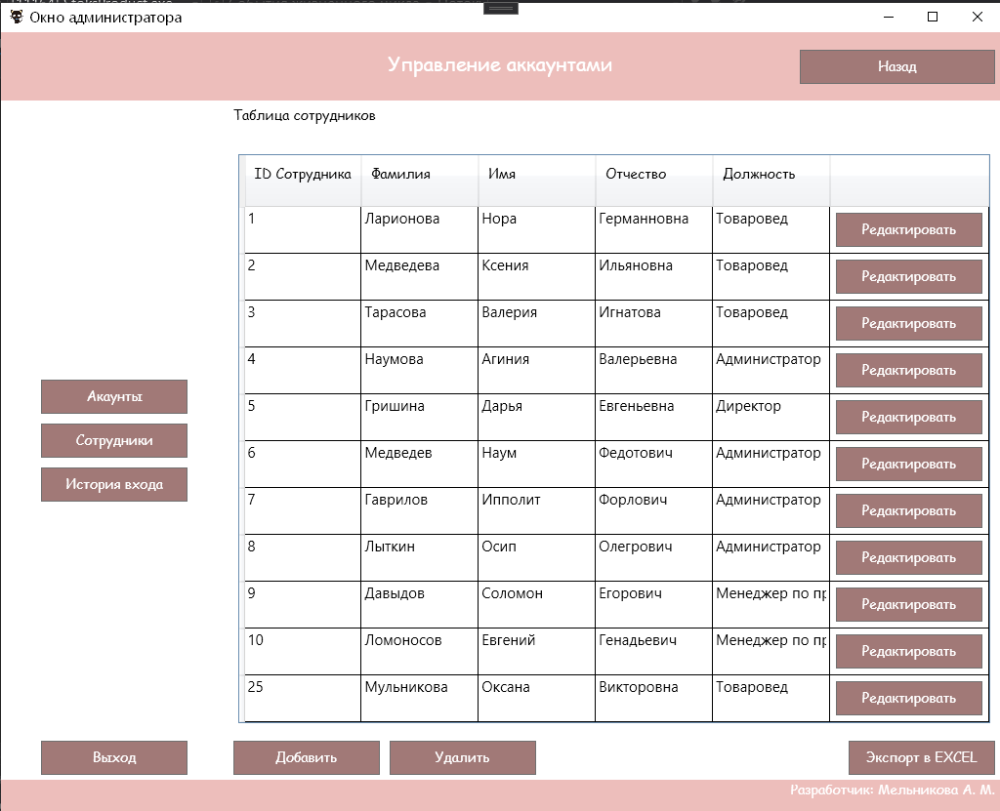 Окно администратора
Управление аккаунтами
Назад
Таблица сотрудников
ID Сотрудника Фамилия Имя Отчество Должность
1 Ларионова Нора Германновна Товаровед Редактировать
2 Медведева Ксения Ильяновна Товаровед Редактировать
3 Тарасова Валерия Игнатова Товаровед Редактировать
4 Наумова Агиния Валерьевна Администратор Редактировать
5 Гришина Дарья Евгеньевна Директор Редактировать
6 Медведев Наум Федотович Администратор Редактировать
7 Гаврилов Ипполит Форлович Администратор Редактировать
8 Лыткин Осип Олегрович Администратор Редактировать
9 Давыдов Соломон Егорович Менеджер по пр Редактировать
10 Ломоносов Евгений Генадьевич Менеджер по пр Редактировать
25 Мульникова Оксана Викторовна Товаровед Редактировать
Акаунты
Сотрудники
История входа
Выход
Добавить
Удалить
Экспорт в EXCEL
Разработчик: Мельникова А. М.